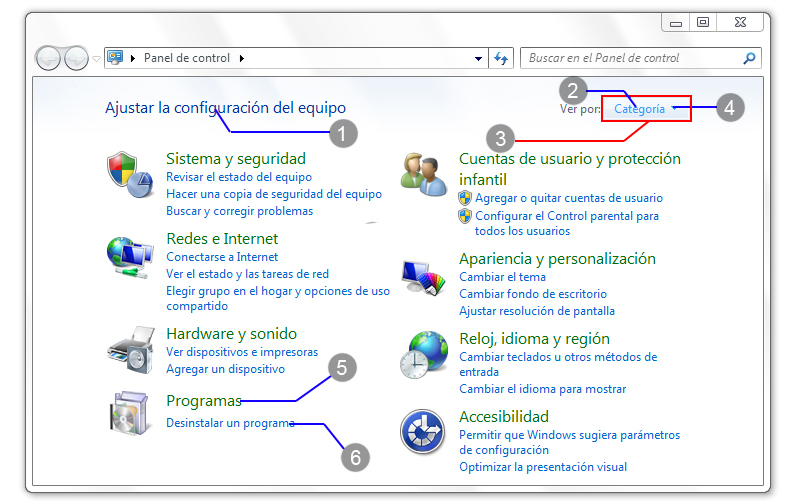 Panel de control
Buscar en el Panel de control
Ajustar la configuración del equipo
1
Ver por:
Categoría
2
3
4
Sistema y seguridad
Revisar el estado del equipo
Hacer una copia de seguridad del equipo
Buscar y corregir problemas
Redes e Internet
Conectarse a Internet
Ver el estado y las tareas de red
Elegir grupo en el hogar y opciones de uso
compartido
Hardware y sonido
Ver dispositivos e impresoras
Agregar un dispositivo
5
Programas
Desinstalar un programa
6
Cuentas de usuario y protección
infantil
Agregar o quitar cuentas de usuario
Configurar el Control parental para
todos los usuarios
Apariencia y personalización
Cambiar el tema
Cambiar fondo de escritorio
Ajustar resolución de pantalla
Reloj, idioma y región
Cambiar teclados u otros métodos de
entrada
Cambiar el idioma para mostrar
Accesibilidad
Permitir que Windows sugiera parámetros
de configuración
Optimizar la presentación visual